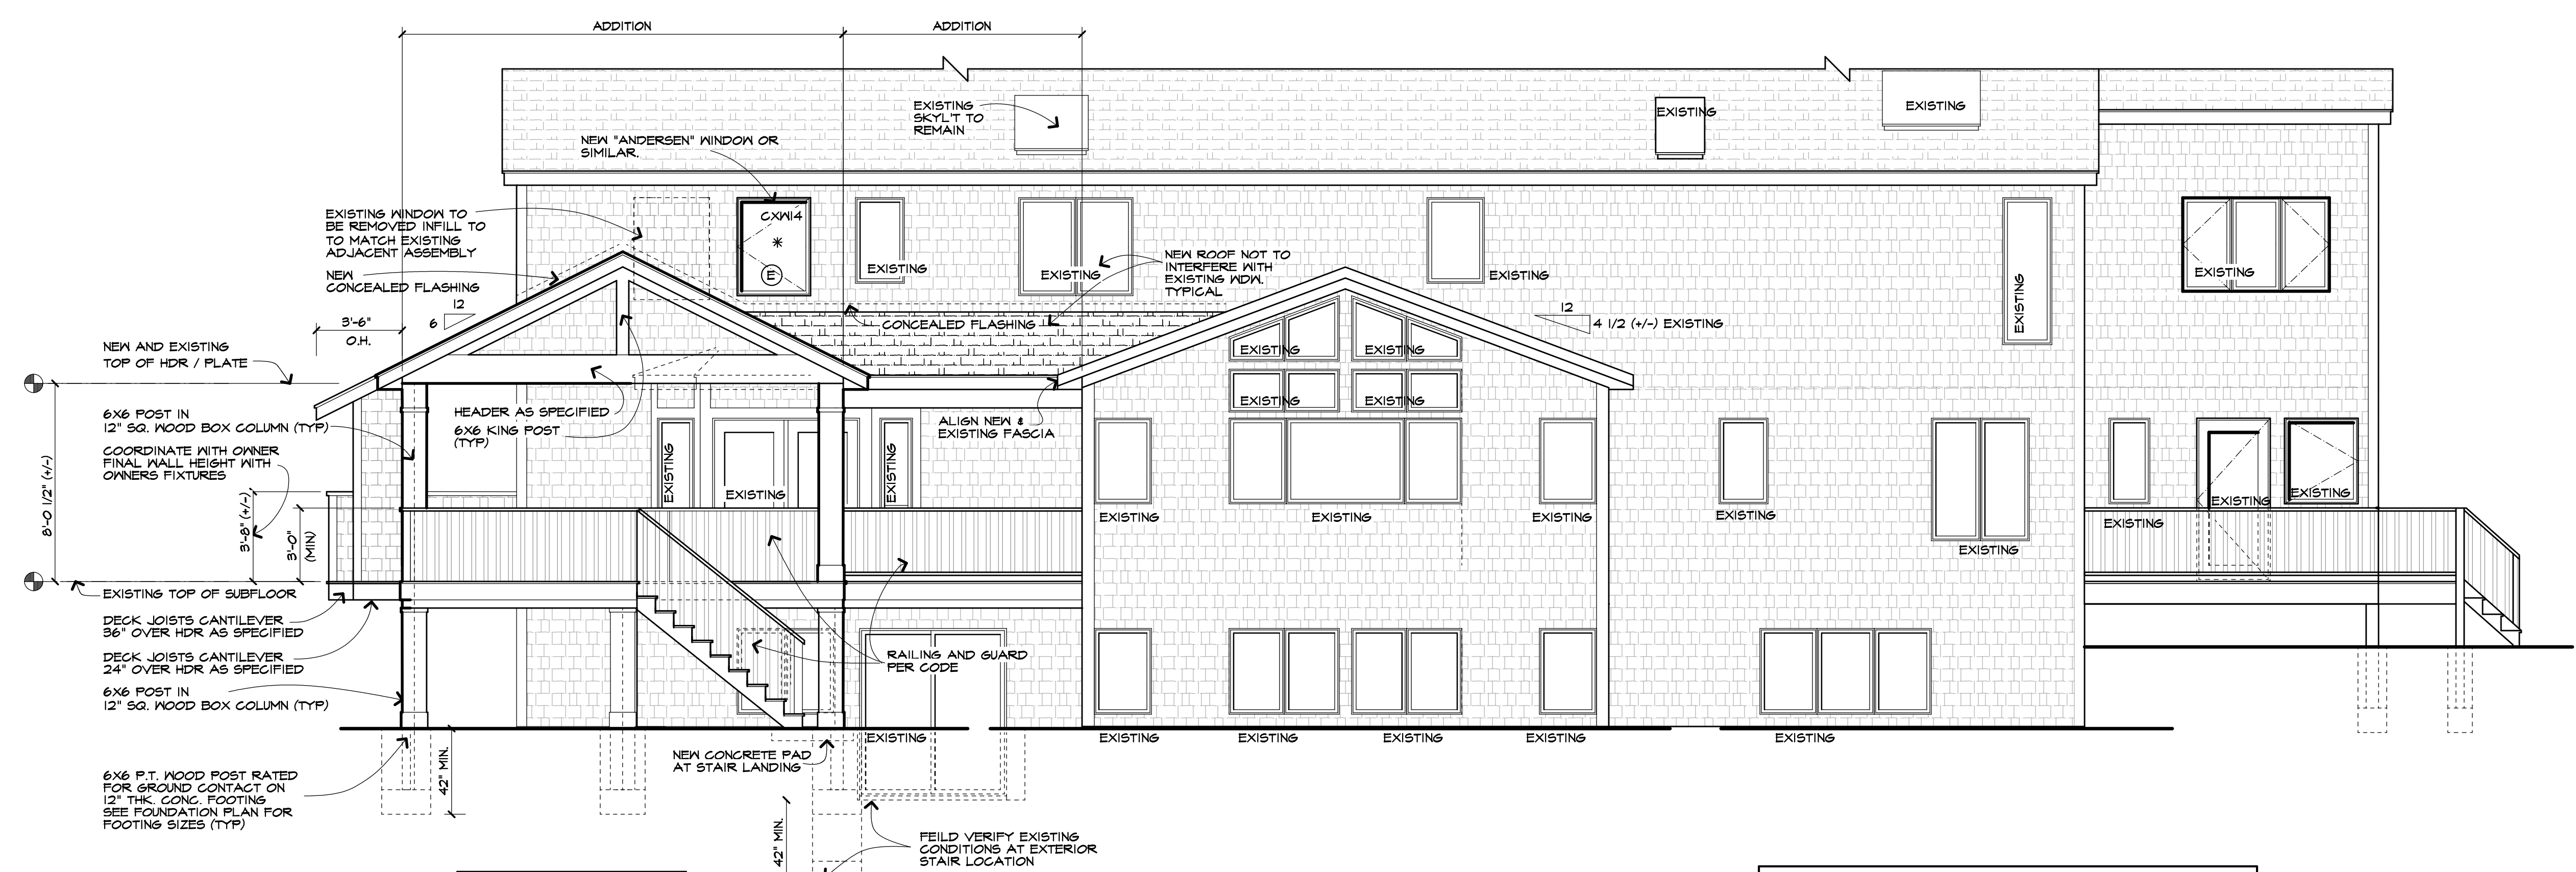 ADDITION
ADDITION
EXISTING
SKYL'T TO
REMAIN
EXISTING
EXISTING
NEW "ANDERSEN" WINDOW OR
SIMILAR.
EXISTING WINDOW TO
BE REMOVED INFILL TO
TO MATCH EXISTING
ADJACENT ASSEMBLY
CXW14
*
E
EXISTING
EXISTING
NEW ROOF NOT TO
INTERFERE WITH
EXISTING WDW.
TYPICAL
EXISTING
EXISTING
EXISTING
NEW
CONCEALED FLASHING
12
6
3'-6"
O.H.
CONCEALED FLASHING
12
4 1/2 (+/-) EXISTING
NEW AND EXISTING
TOP OF HDR / PLATE
EXISTING
EXISTING
EXISTING
EXISTING
6X6 POST IN
12" SQ. WOOD BOX COLUMN (TYP)
HEADER AS SPECIFIED
6X6 KING POST
(TYP)
ALIGN NEW &
EXISTING FASCIA
COORDINATE WITH OWNER
FINAL WALL HEIGHT WITH
OWNERS FIXTURES
8'-0 1/2" (+/-)
3'-8" (+/-)
3'-0"
(MIN)
EXISTING
EXISTING
EXISTING
EXISTING
EXISTING
EXISTING
EXISTING
EXISTING
EXISTING
EXISTING
EXISTING
EXISTING TOP OF SUBFLOOR
DECK JOISTS CANTILEVER
36" OVER HDR AS SPECIFIED
DECK JOISTS CANTILEVER
24" OVER HDR AS SPECIFIED
RAILING AND GUARD
PER CODE
6X6 POST IN
12" SQ. WOOD BOX COLUMN (TYP)
EXISTING
EXISTING
EXISTING
EXISTING
EXISTING
EXISTING
NEW CONCRETE PAD
AT STAIR LANDING
42" MIN.
6X6 P.T. WOOD POST RATED
FOR GROUND CONTACT ON
12" THK. CONC. FOOTING
SEE FOUNDATION PLAN FOR
FOOTING SIZES (TYP)
42" MIN.
FEILD VERIFY EXISTING
CONDITIONS AT EXTERIOR
STAIR LOCATION